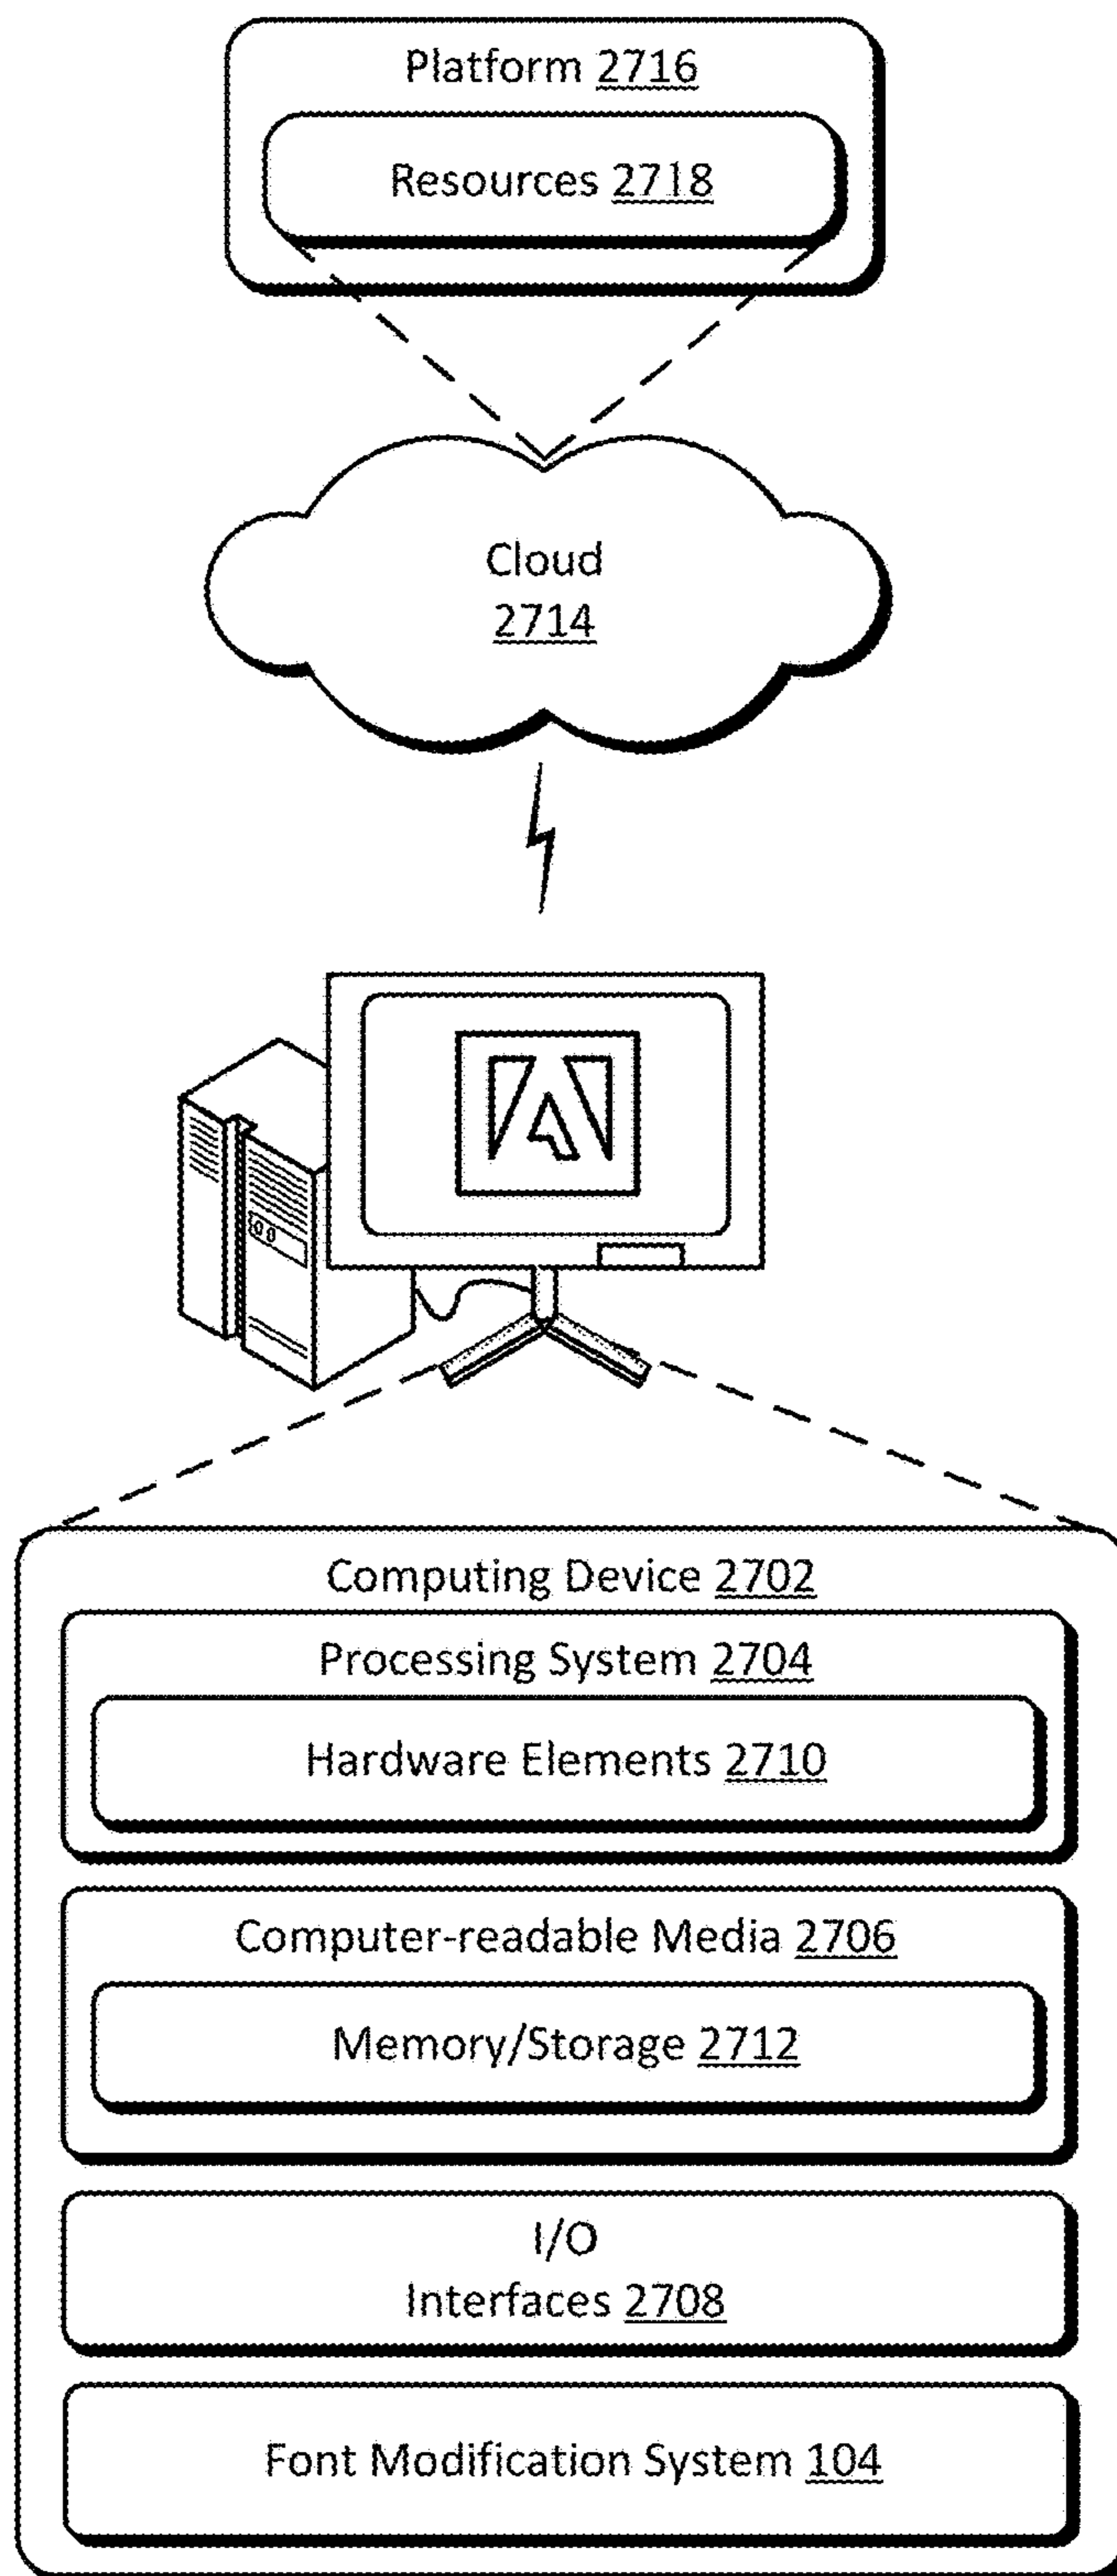 Platform 2716
Resources 2718
Cloud
2714
Computing Device 2702
Processing System 2704
Hardware Elements 2710
Computer-readable Media 2706
Memory/Storage 2712
I/O
Interfaces 2708
Font Modification System 104